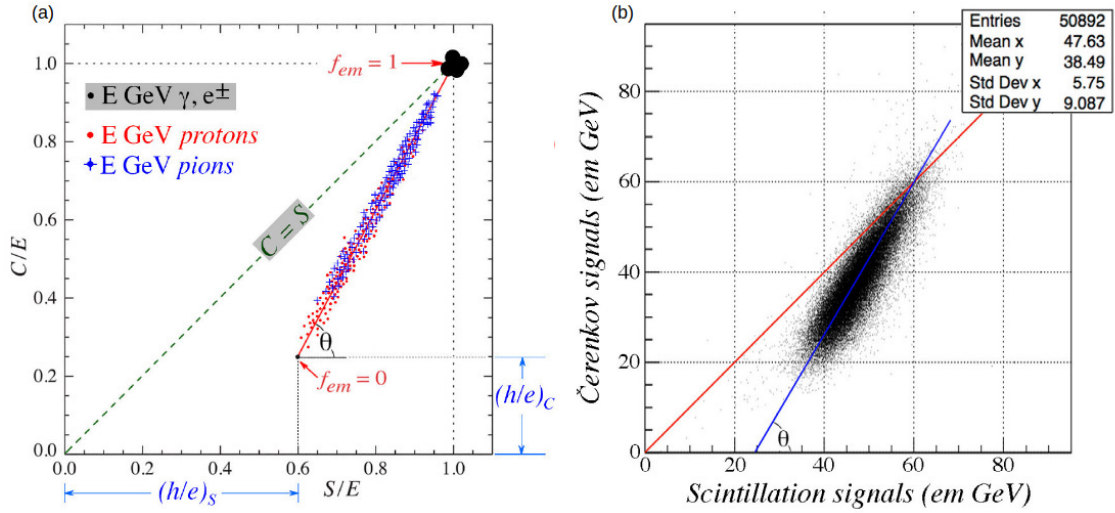 (a)
C/E
1.0
0.8
0.6
0.4
0.2
0.0
0.0
0.2
0.4
0.6
0.8
1.0
S/E
f_em = 1
E GeV γ, e±
E GeV protons
E GeV pions
C = S
θ
f_em = 0
(h/e)_C
(h/e)_S
(b)
Entries 50892
Mean x 47.63
Mean y 38.49
Std Dev x 5.75
Std Dev y 9.087
Čerenkov signals (em GeV)
80
60
40
20
0
0
20
40
60
80
θ
Scintillation signals (em GeV)